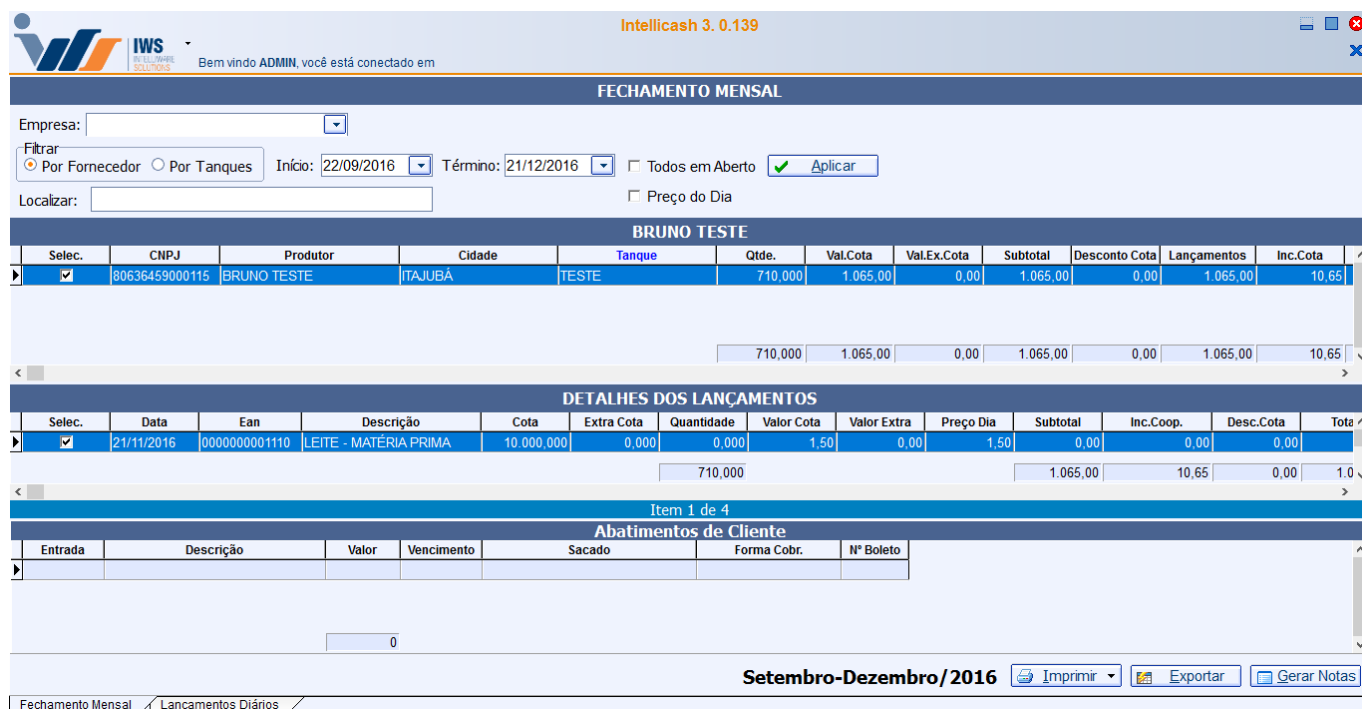 Intellicash 3. 0.139
IWS
INTELLIWARE
SOLUTIONS
Bem vindo ADMIN, você está conectado em
FECHAMENTO MENSAL
Empresa:
Filtrar
Por Fornecedor Por Tanques Início: 22/09/2016 Término: 21/12/2016 Todos em Aberto Aplicar
Localizar: Preço do Dia
BRUNO TESTE
Selec. CNPJ Produtor Cidade Tanque Qtde. Val.Cota Val.Ex.Cota Subtotal Desconto Cota Lançamentos Inc.Cota
80636459000115 BRUNO TESTE ITAJUBÁ TESTE 710,000 1.065,00 0,00 1.065,00 0,00 1.065,00 10,65
710,000 1.065,00 0,00 1.065,00 0,00 1.065,00 10,65
DETALHES DOS LANÇAMENTOS
Selec. Data Ean Descrição Cota Extra Cota Quantidade Valor Cota Valor Extra Preço Dia Subtotal Inc.Coop. Desc.Cota Tota
21/11/2016 0000000001110 LEITE - MATÉRIA PRIMA 10.000,000 0,000 0,000 1,50 0,00 1,50 0,00 0,00 0,00
710,000 1.065,00 10,65 0,00 1.0
Item 1 de 4
Abatimentos de Cliente
Entrada Descrição Valor Vencimento Sacado Forma Cobr. N° Boleto
0
Setembro-Dezembro/2016 Imprimir Exportar Gerar Notas
Fechamento Mensal Lançamentos Diários